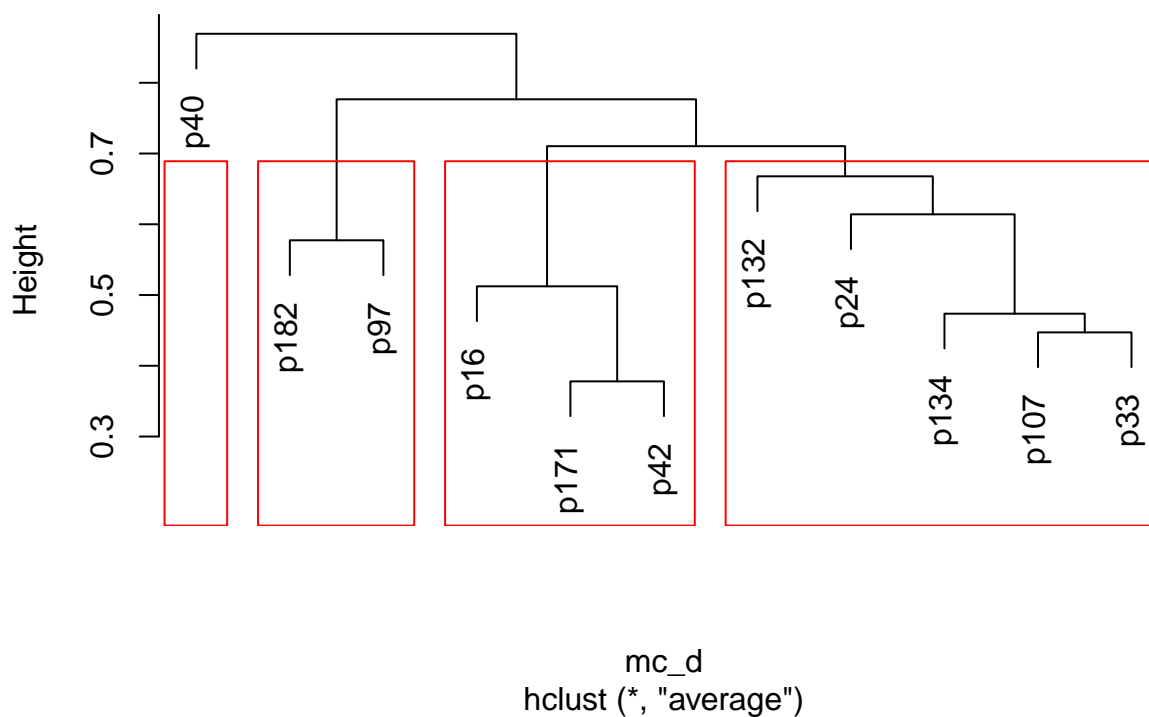 Height
0.7
0.5
0.3
p40
p182
p97
p16
p171
p42
p132
p24
p134
p107
p33
mc_d
hclust (*, "average")